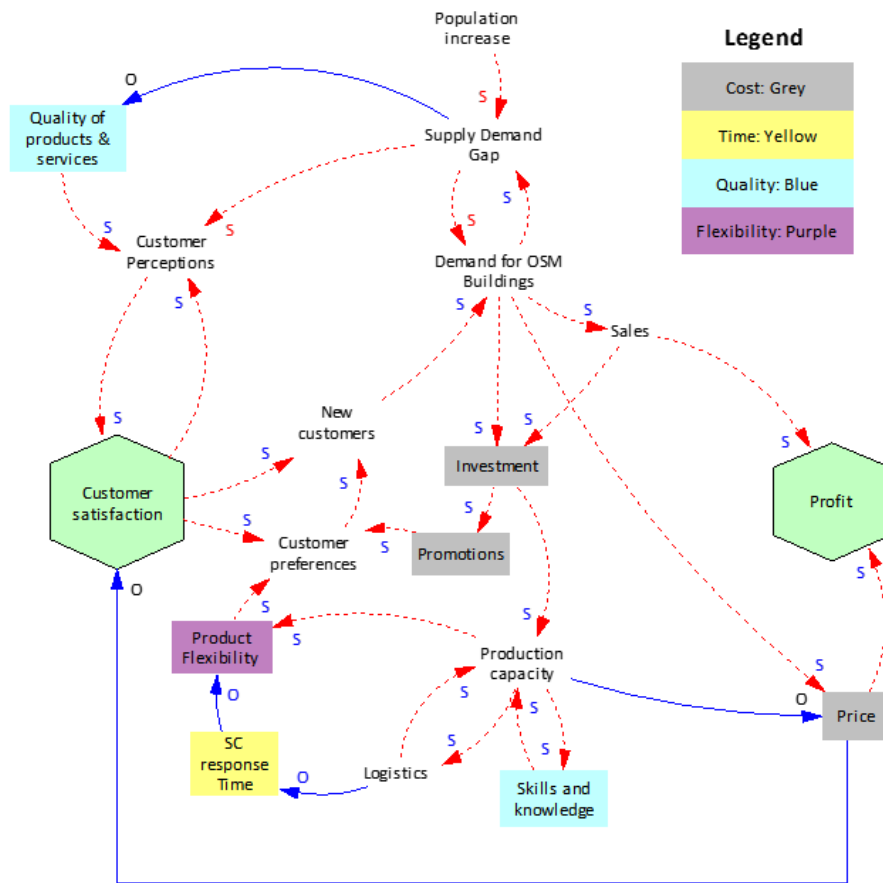 Population
increase
Legend
Cost: Grey
Time: Yellow
Quality: Blue
Flexibility: Purple
O
Quality of
products &
services
S
Supply Demand
Gap
S
S
S
S
Customer
Perceptions
Demand for OSM
Buildings
S
S
S
Sales
New
customers
S
S
S
S
Investment
S
Customer
satisfaction
S
S
S
Profit
S
Customer
preferences
S
Promotions
S
O
S
S
S
Product
Flexibility
Production
capacity
S
S
O
Price
O
S
S
S
SC
response
Time
O
Logistics
Skills and
knowledge